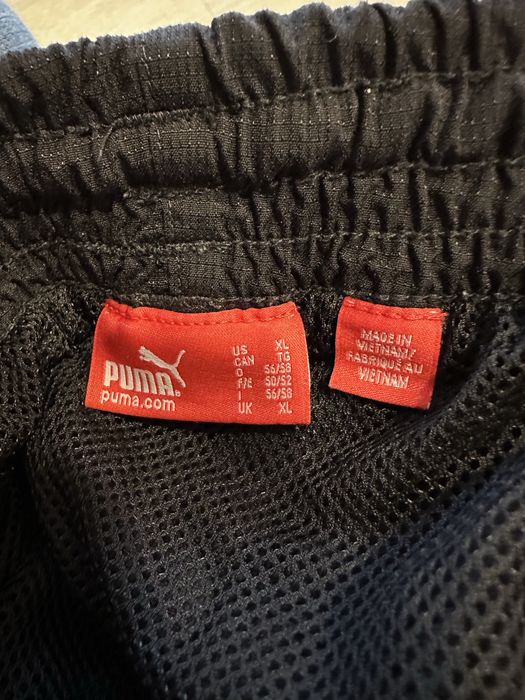 PUMA
puma.com
US XL
CAN TG
D 56/58
F/E 50/52
I 56/58
UK XL
MADE IN
VIETNAM/
FABRIQUÉ AU
VIETNAM